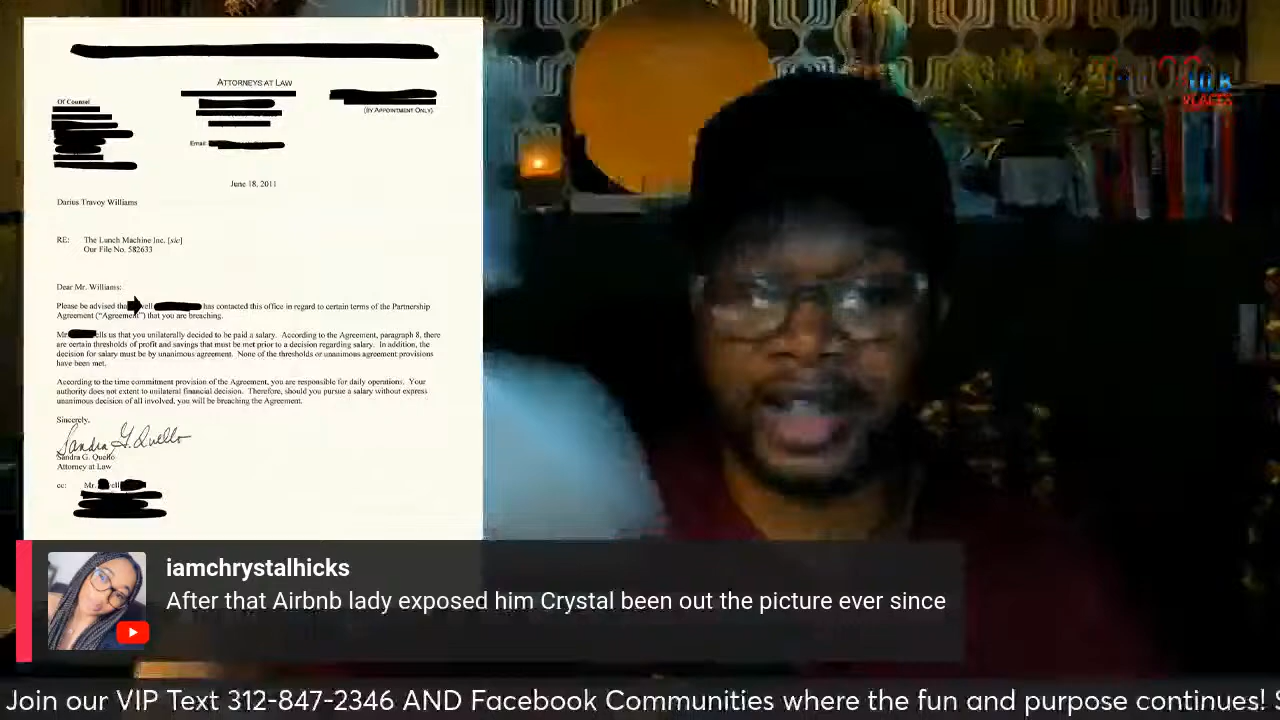 ATTORNEYS AT LAW
Of Counsel
(BY APPOINTMENT ONLY)
Email:
June 18, 2011
Darius Travoy Williams
RE: The Lunch Machine Inc. [sic]
Our File No. 582633
Dear Mr. Williams:
Please be advised tha vell has contacted this office in regard to certain terms of the Partnership
Agreement ("Agreement") that you are breaching.
Mr ells us that you unilaterally decided to be paid a salary. According to the Agreement, paragraph 8, there
are certain thresholds of profit and savings that must be met prior to a decision regarding salary. In addition, the
decision for salary must be by unanimous agreement. None of the thresholds or unanimous agreement provisions
have been met.
According to the time commitment provision of the Agreement, you are responsible for daily operations. Your
authority does not extent to unilateral financial decision. Therefore, should you pursue a salary without express
unanimous decision of all involved, you will be breaching the Agreement.
Sincerely,
Sandra G. Quello
Sandra G. Quello
Attorney at Law
cc: Mr. vell
iamchrystalhicks
After that Airbnb lady exposed him Crystal been out the picture ever since
Join our VIP Text 312-847-2346 AND Facebook Communities where the fun and purpose continues!